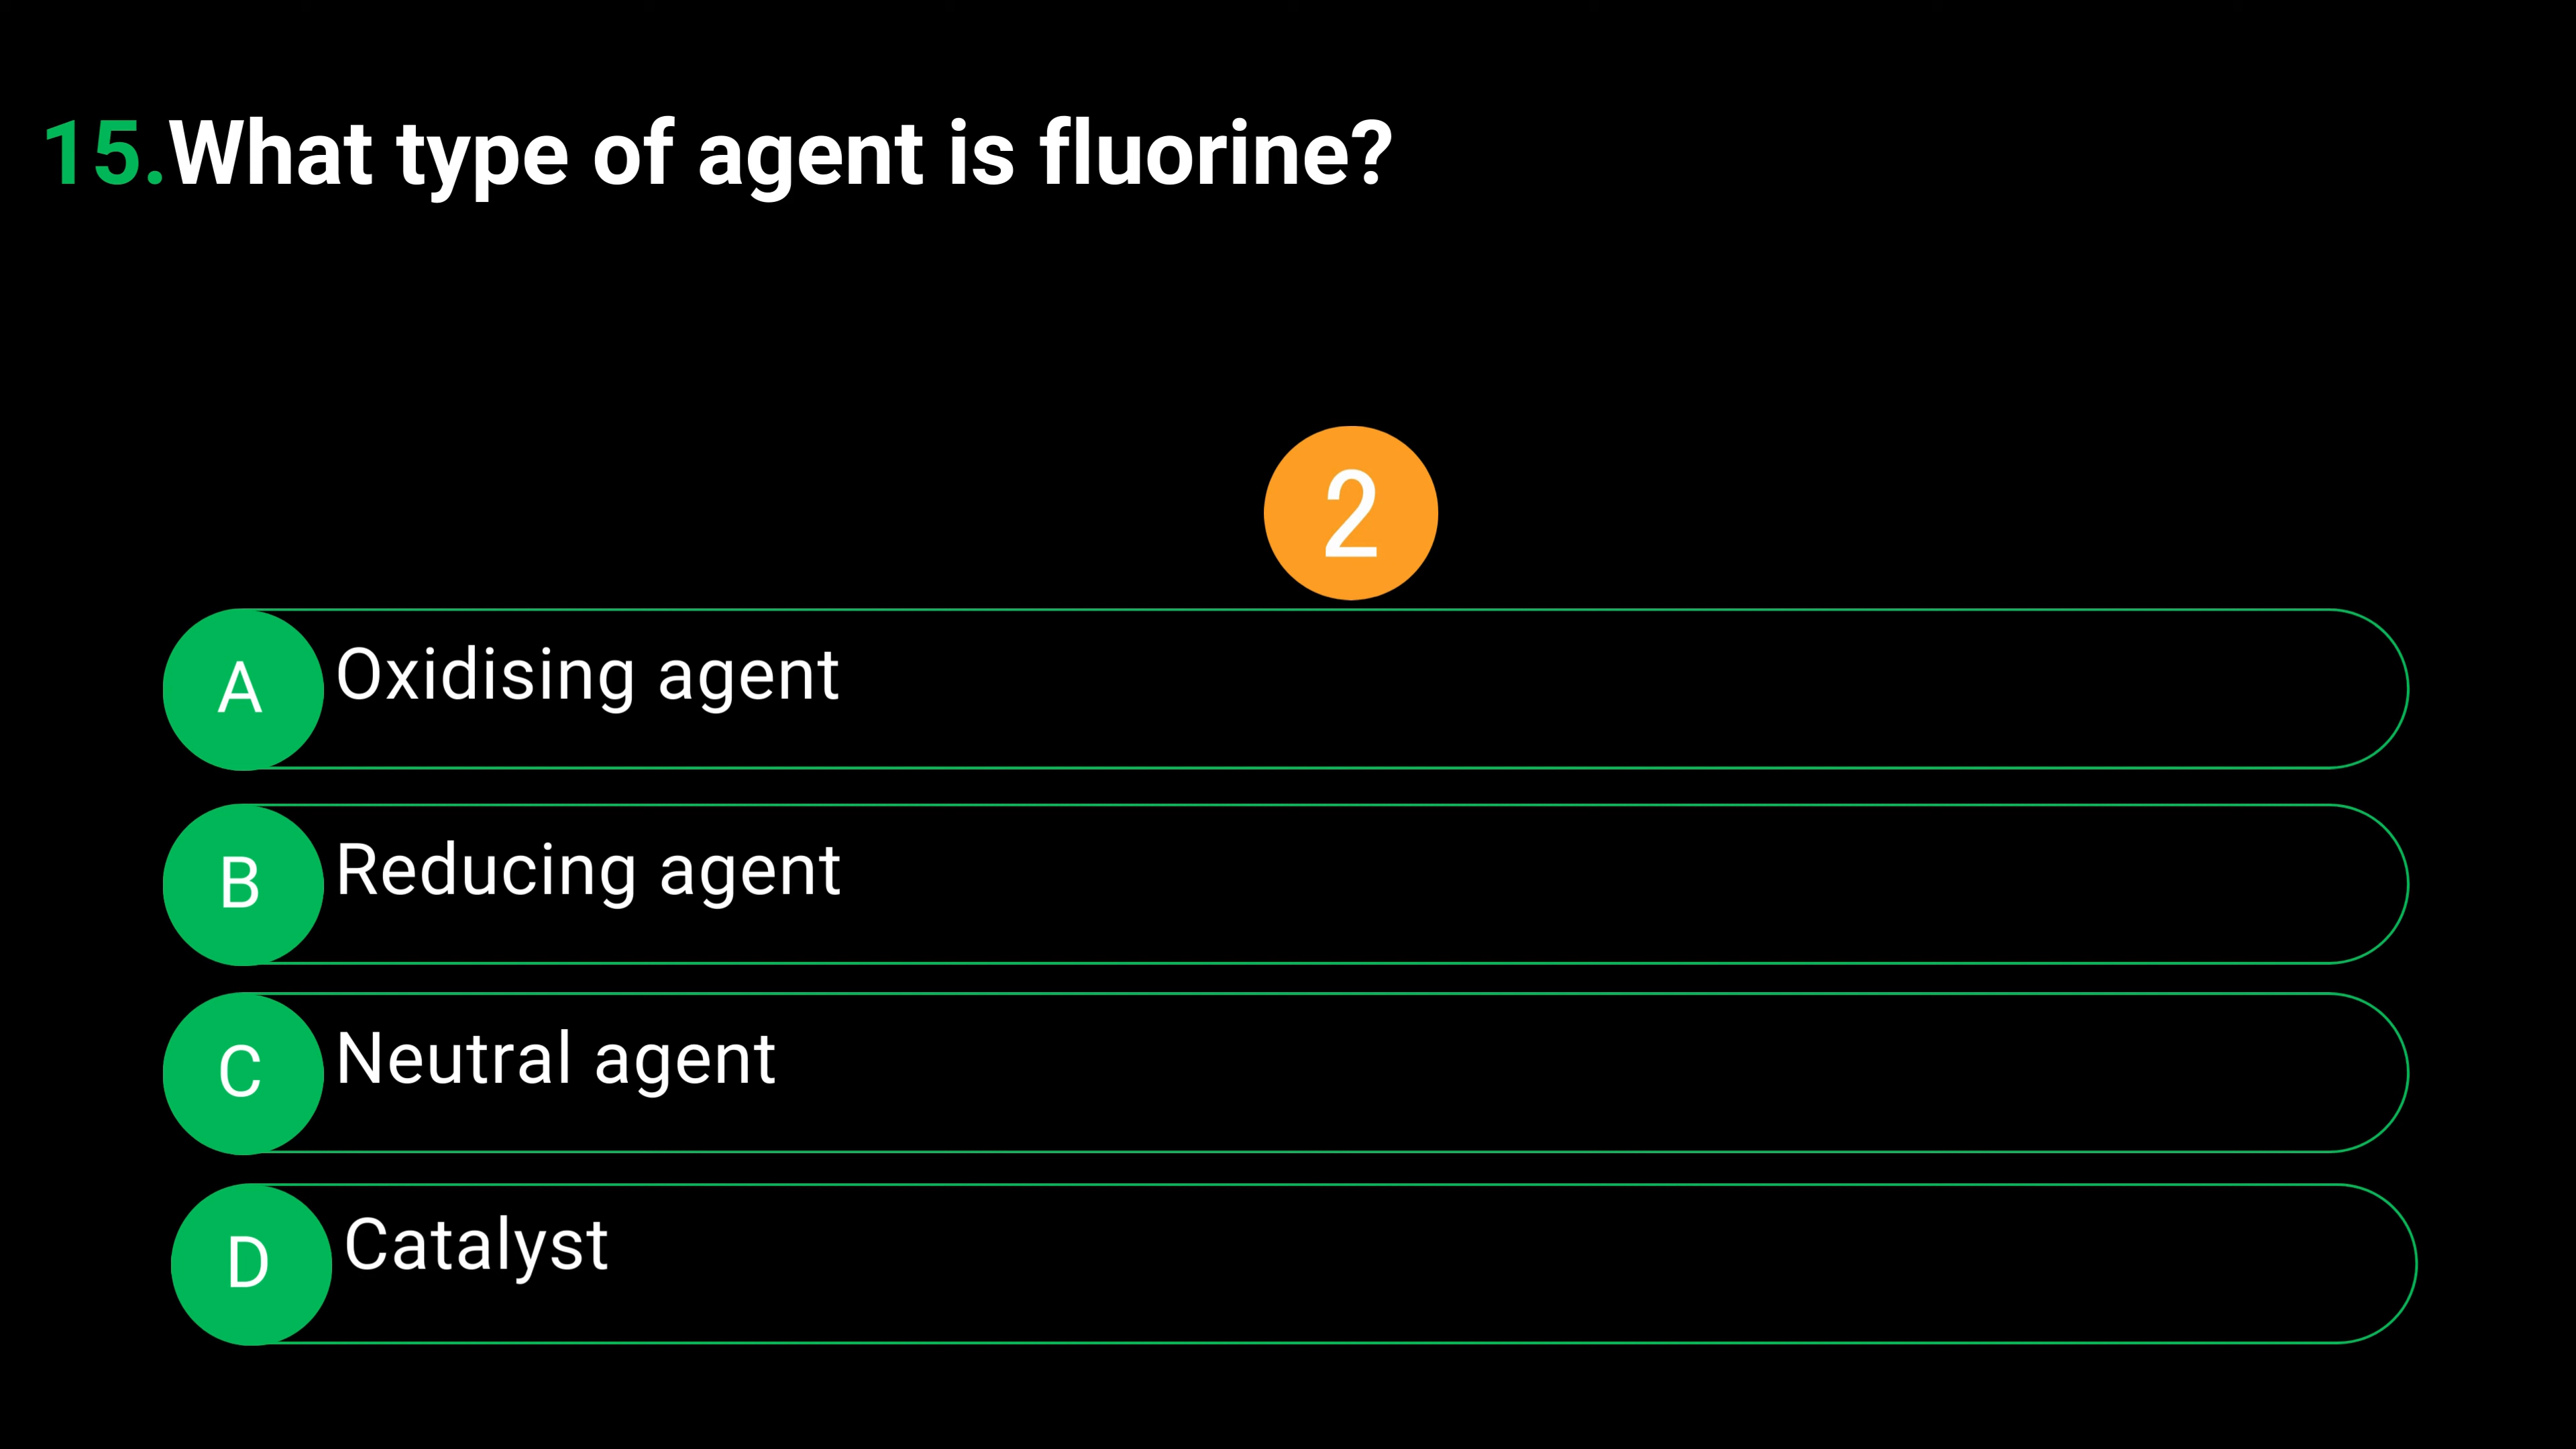 15.What type of agent is fluorine?
2
A Oxidising agent
B Reducing agent
C Neutral agent
D Catalyst